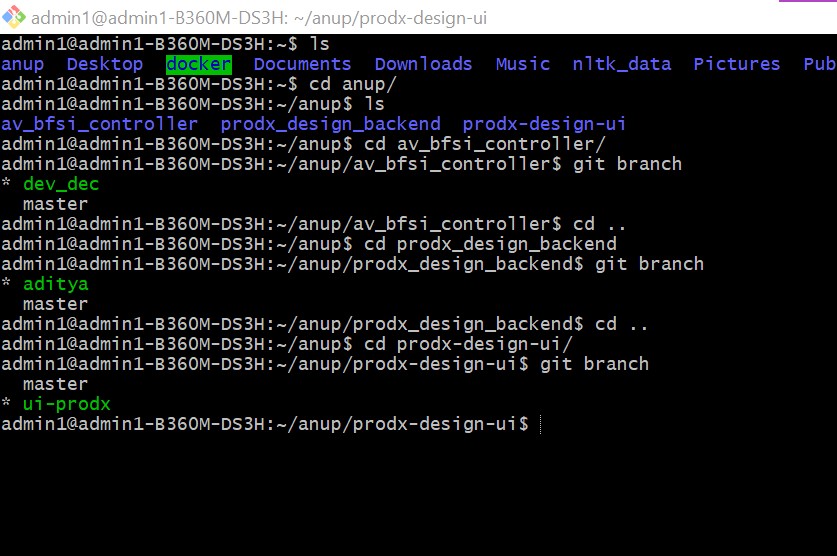 admin1@admin1-B360M-DS3H: ~/anup/prodx-design-ui
admin1@admin1-B360M-DS3H:~$ ls
anup  Desktop  docker  Documents  Downloads  Music  nltk_data  Pictures  Pub
admin1@admin1-B360M-DS3H:~$ cd anup/
admin1@admin1-B360M-DS3H:~/anup$ ls
av_bfsi_controller  prodx_design_backend  prodx-design-ui
admin1@admin1-B360M-DS3H:~/anup$ cd av_bfsi_controller/
admin1@admin1-B360M-DS3H:~/anup/av_bfsi_controller$ git branch
* dev_dec
  master
admin1@admin1-B360M-DS3H:~/anup/av_bfsi_controller$ cd ..
admin1@admin1-B360M-DS3H:~/anup$ cd prodx_design_backend
admin1@admin1-B360M-DS3H:~/anup/prodx_design_backend$ git branch
* aditya
  master
admin1@admin1-B360M-DS3H:~/anup/prodx_design_backend$ cd ..
admin1@admin1-B360M-DS3H:~/anup$ cd prodx-design-ui/
admin1@admin1-B360M-DS3H:~/anup/prodx-design-ui$ git branch
  master
* ui-prodx
admin1@admin1-B360M-DS3H:~/anup/prodx-design-ui$